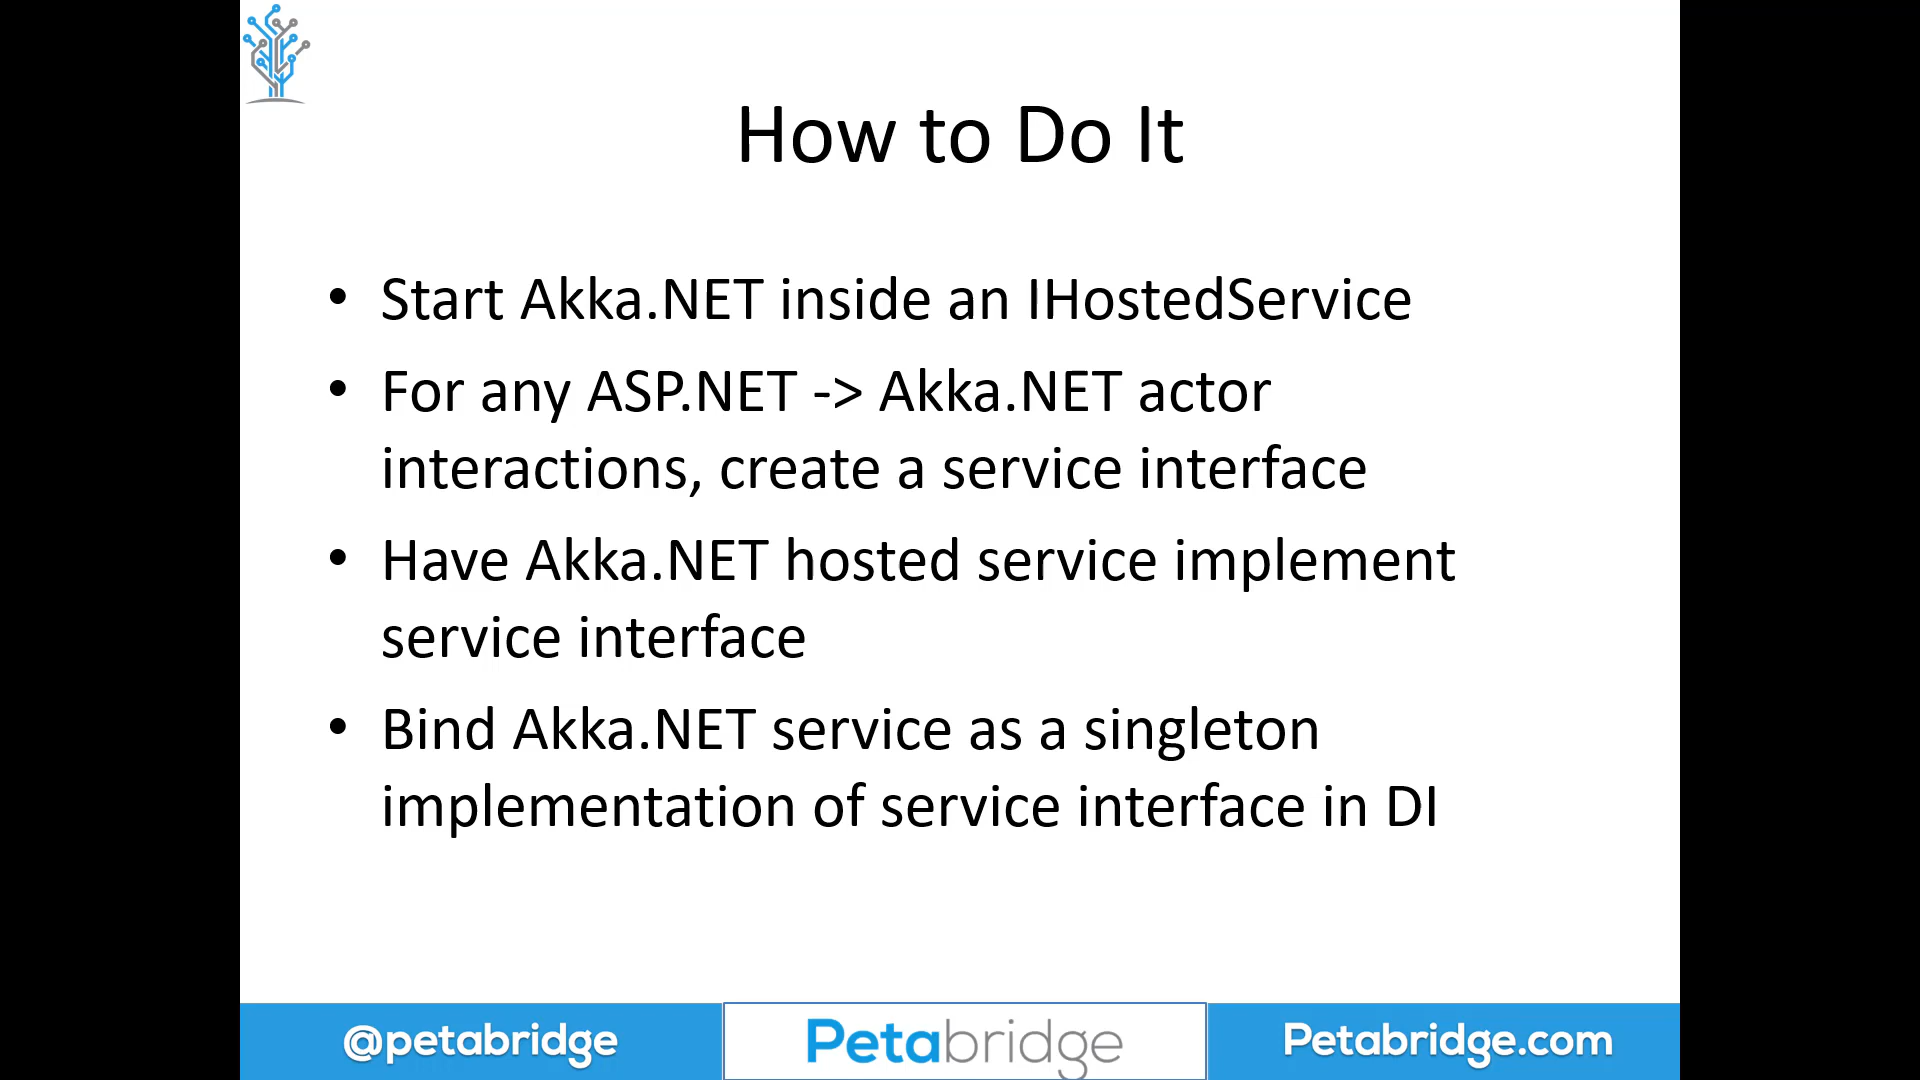 How to Do It
• Start Akka.NET inside an IHostedService
• For any ASP.NET -> Akka.NET actor
interactions, create a service interface
• Have Akka.NET hosted service implement
service interface
• Bind Akka.NET service as a singleton
implementation of service interface in DI
@petabridge
Petabridge
Petabridge.com